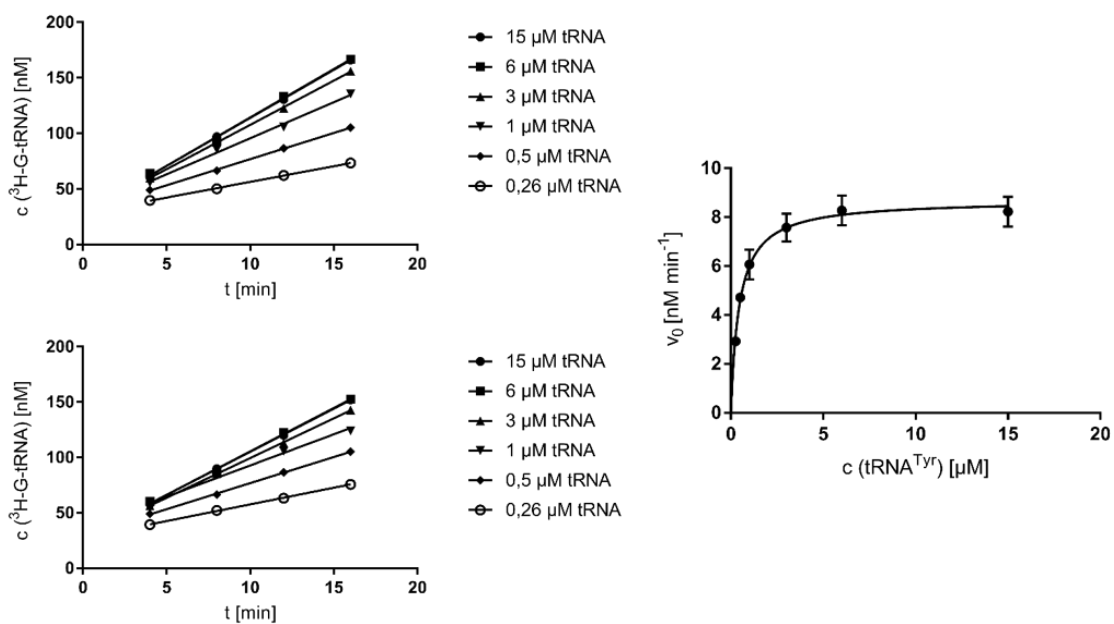 200
150
100
50
0
c (³H-G-tRNA) [nM]
0 5 10 15 20
t [min]
15 µM tRNA
6 µM tRNA
3 µM tRNA
1 µM tRNA
0,5 µM tRNA
0,26 µM tRNA
200
150
100
50
0
c (³H-G-tRNA) [nM]
0 5 10 15 20
t [min]
15 µM tRNA
6 µM tRNA
3 µM tRNA
1 µM tRNA
0,5 µM tRNA
0,26 µM tRNA
10
8
6
4
2
0
v₀ [nM min⁻¹]
0 5 10 15 20
c (tRNAᵀʸʳ) [µM]